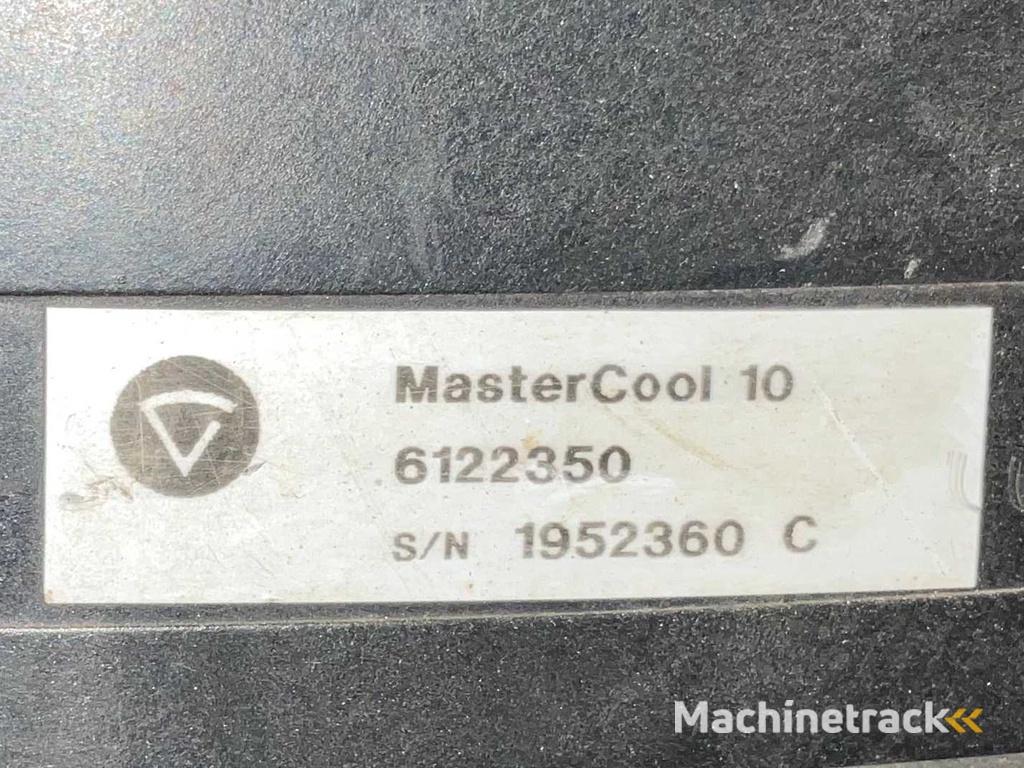 MasterCool 10
6122350
S/N 1952360 C
Machinetrack